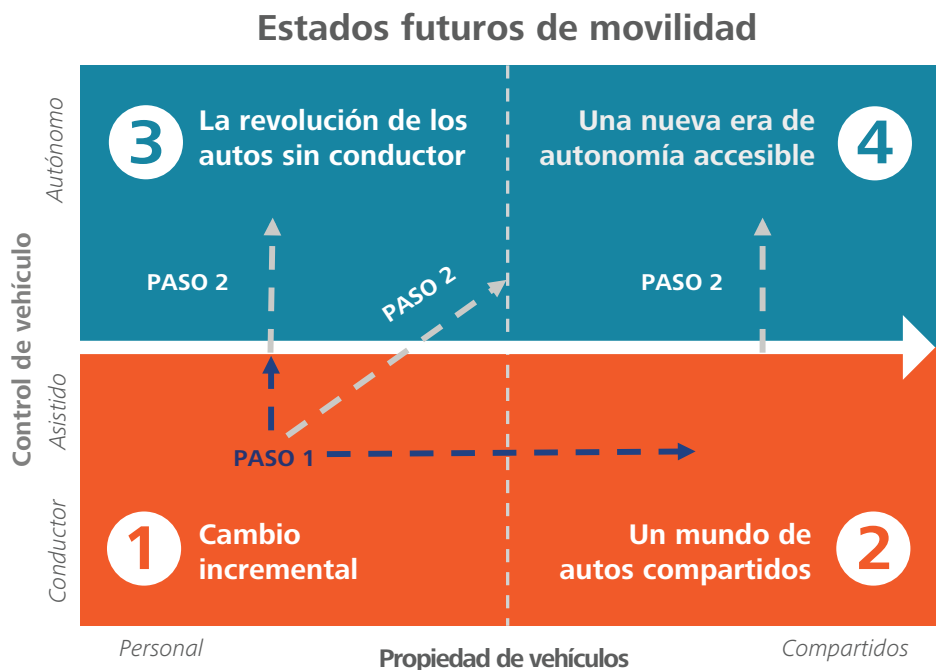 Estados futuros de movilidad
Autónomo
3
La revolución de los
autos sin conductor
Una nueva era de
autonomía accesible
4
PASO 2
PASO 2
PASO 2
Control de vehículo
Asistido
PASO 1
Conductor
1
Cambio
incremental
Un mundo de
autos compartidos
2
Personal
Propiedad de vehículos
Compartidos